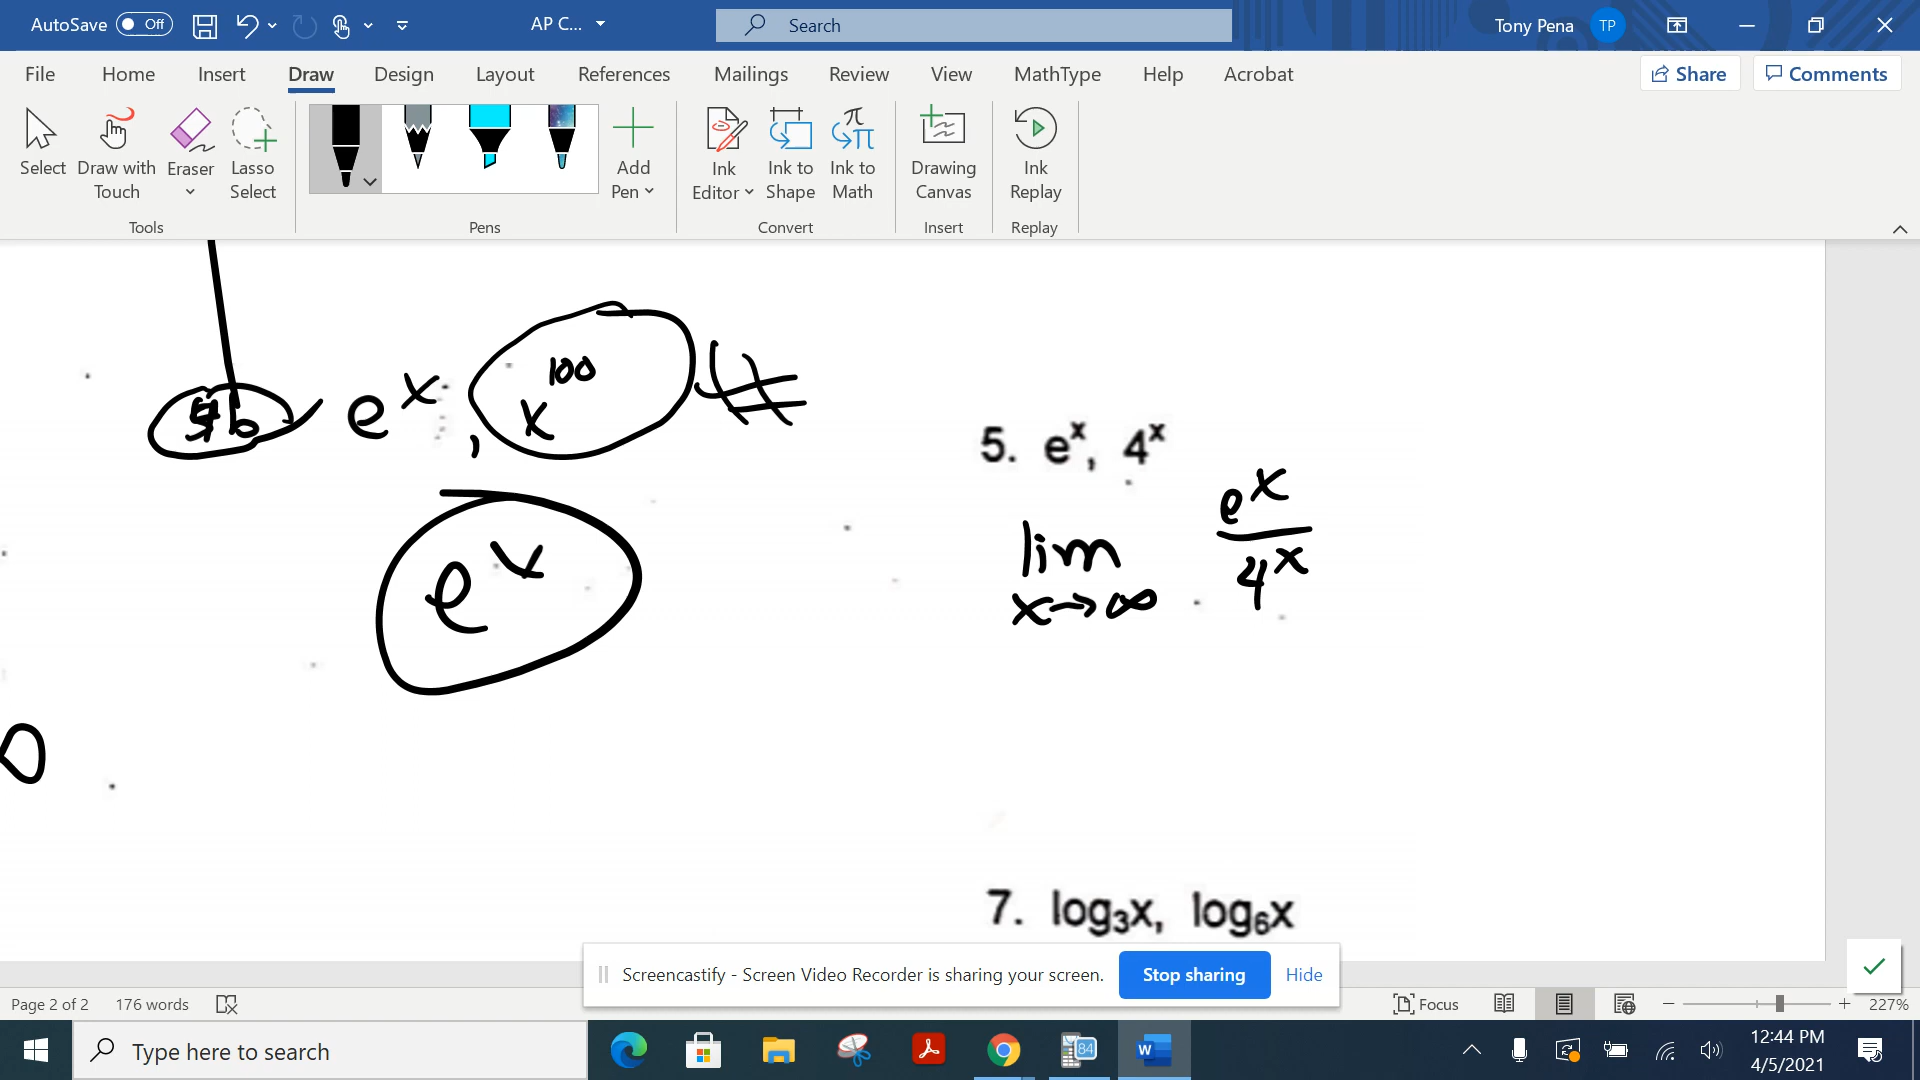 AutoSave Off AP C... Search Tony Pena TP
File Home Insert Draw Design Layout References Mailings Review View MathType Help Acrobat Share Comments
Select Draw with Touch Eraser Lasso Select Add Pen Ink Editor Ink to Shape Ink to Math Drawing Canvas Ink Replay
Tools Pens Convert Insert Replay
e^x, x^100
e^x
5. e^x, 4^x
lim x→∞ e^x/4^x
7. log₃x, log₆x
Screencastify - Screen Video Recorder is sharing your screen. Stop sharing Hide
Page 2 of 2 176 words Focus 227%
Type here to search 84 12:44 PM
4/5/2021